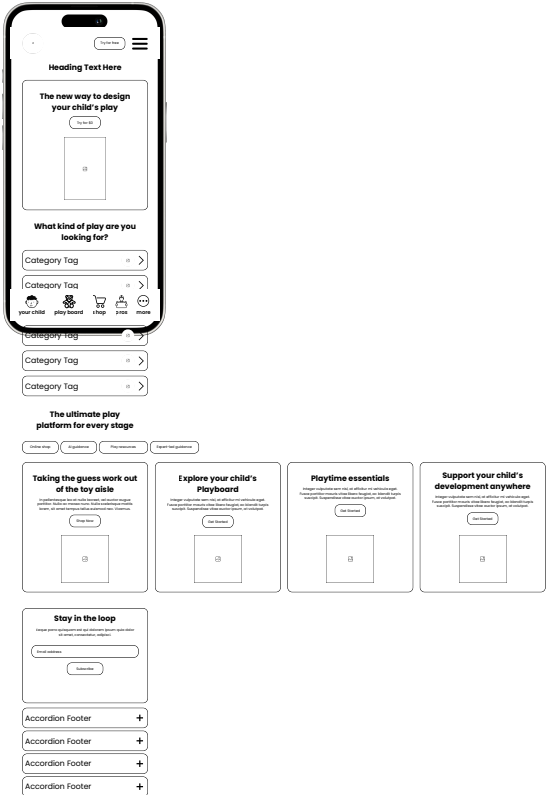 Try for free
Heading Text Here
The new way to design
your child's play
Try for $0
What kind of play are you
looking for?
Category Tag
Category Tag
your child
play board
shop
pros
more
Category Tag
Category Tag
Category Tag
The ultimate play
platform for every stage
Online shop
AI guidance
Play resources
Expert-led guidance
Taking the guess work out
of the toy aisle
Shop Now
Explore your child's
Playboard
Get Started
Playtime essentials
Get Started
Support your child's
development anywhere
Get Started
Stay in the loop
Email address
Subscribe
Accordion Footer
Accordion Footer
Accordion Footer
Accordion Footer